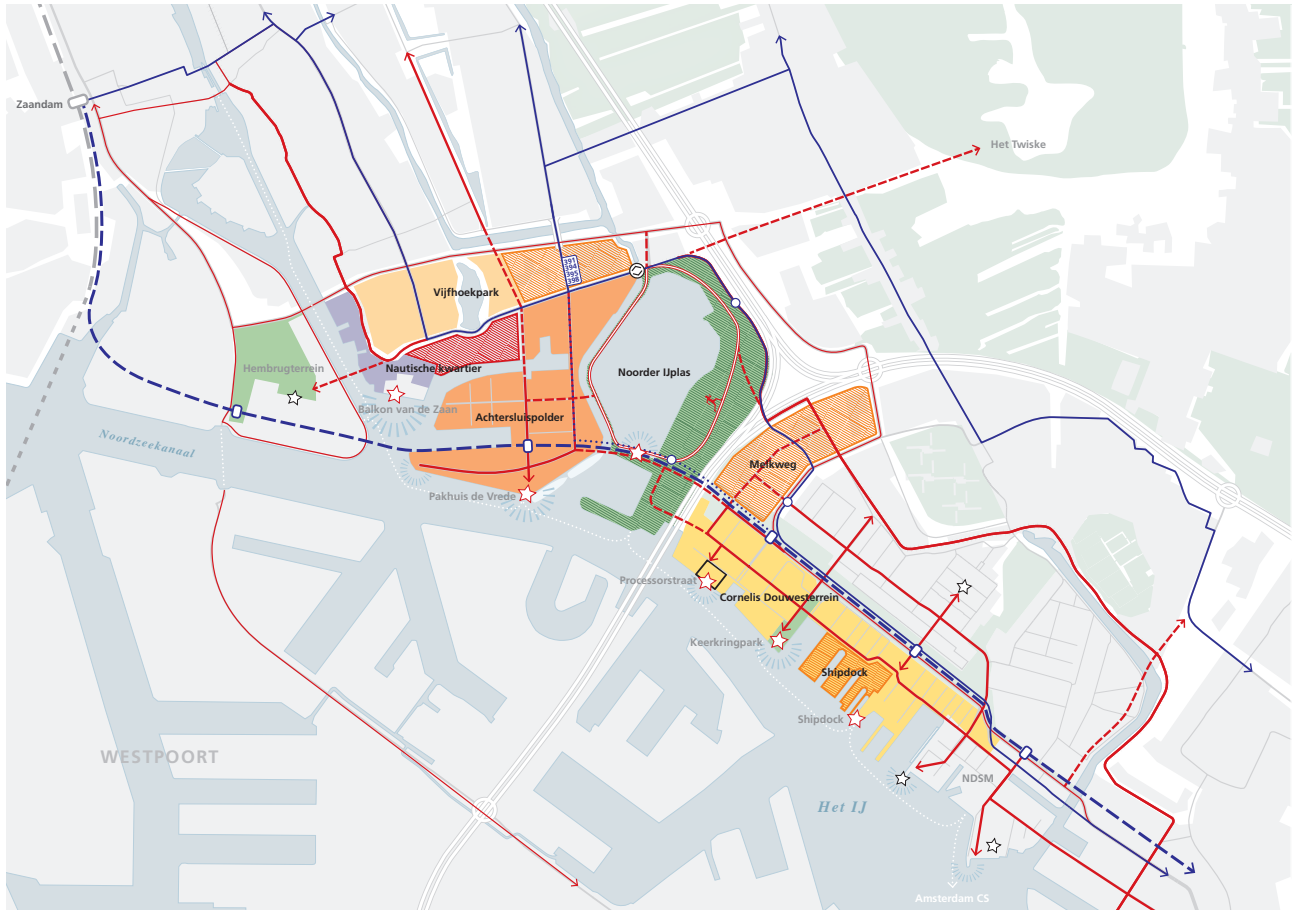 Zaandam
Het Twiske
391
394
395
398
Vijfhoekpark
Hembrugterrein
Nautische kwartier
Noorder IJplas
Balkon van de Zaan
Achtersluispolder
Noordzeekanaal
Melkweg
Pakhuis de Vrede
Processorstraat
Cornelis Douwesterrein
Keerkringpark
Shipdock
Shipdock
WESTPOORT
NDSM
Het IJ
Amsterdam CS